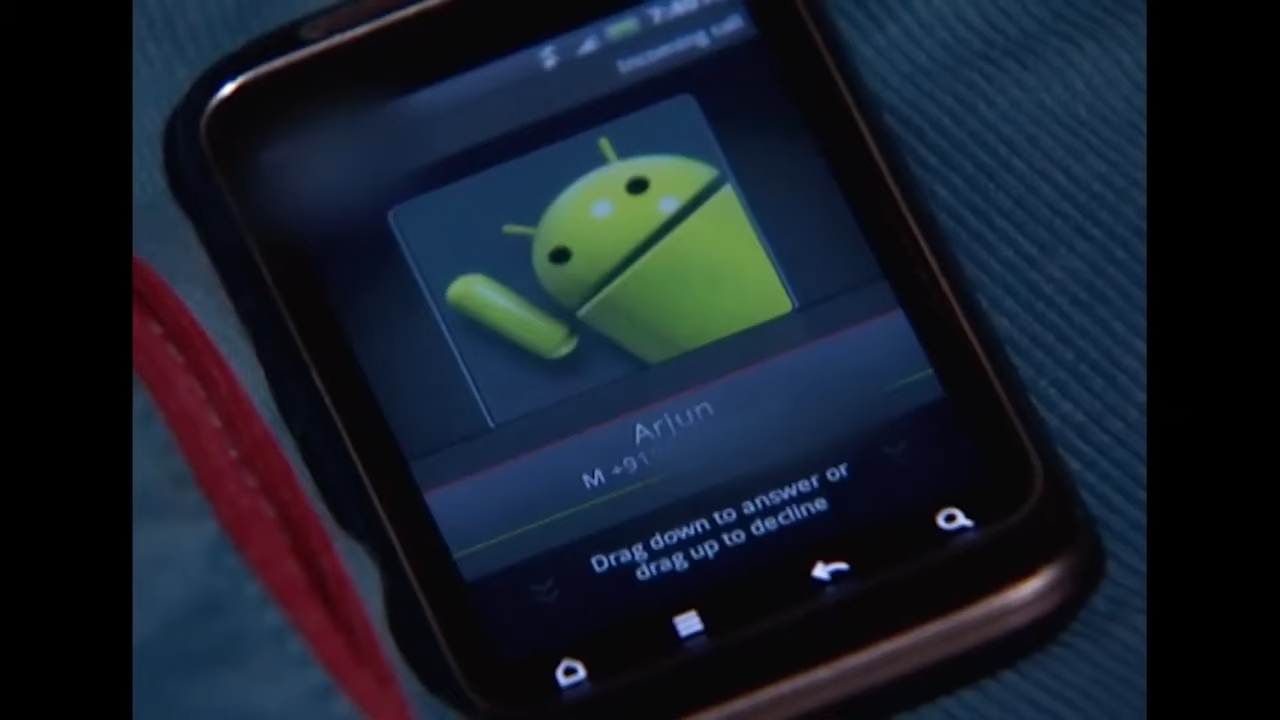 Incoming call
Arjun
M +91
Drag down to answer or
drag up to decline